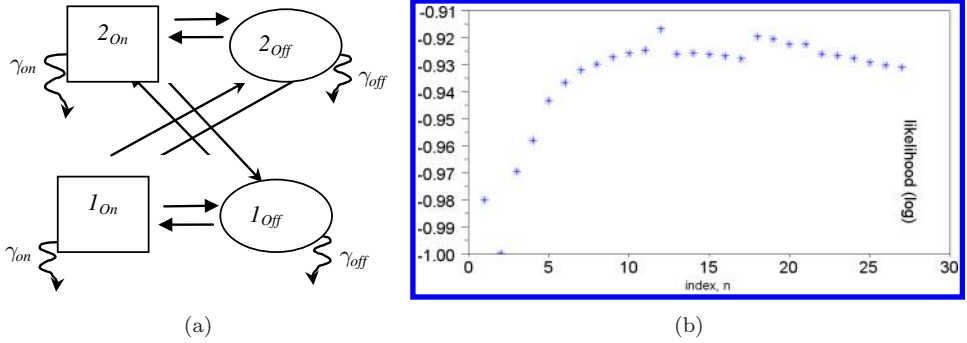 2On
2Off
γon
γoff
1On
1Off
γon
γoff
(a)
-0.91
-0.92
-0.93
-0.94
-0.95
-0.96
-0.97
-0.98
-0.99
-1.00
0
5
10
15
20
25
30
index, n
likelihood (log)
(b)